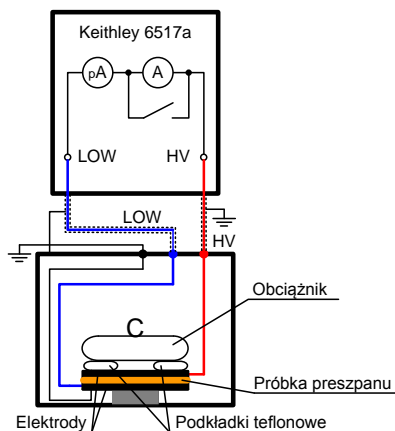 Keithley 6517a
pA
A
LOW
HV
LOW
HV
Obciążnik
C
Próbka preszpanu
Elektrody
Podkładki teflonowe